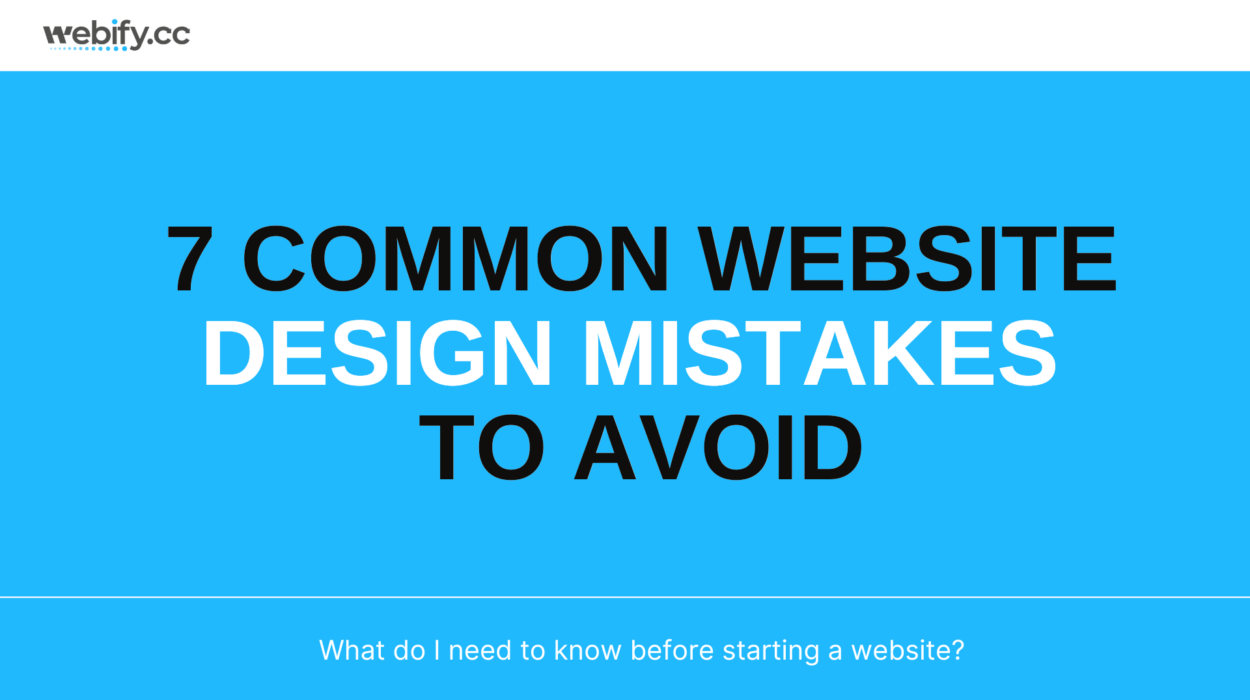 webify.cc
7 COMMON WEBSITE
DESIGN MISTAKES
TO AVOID
What do I need to know before starting a website?